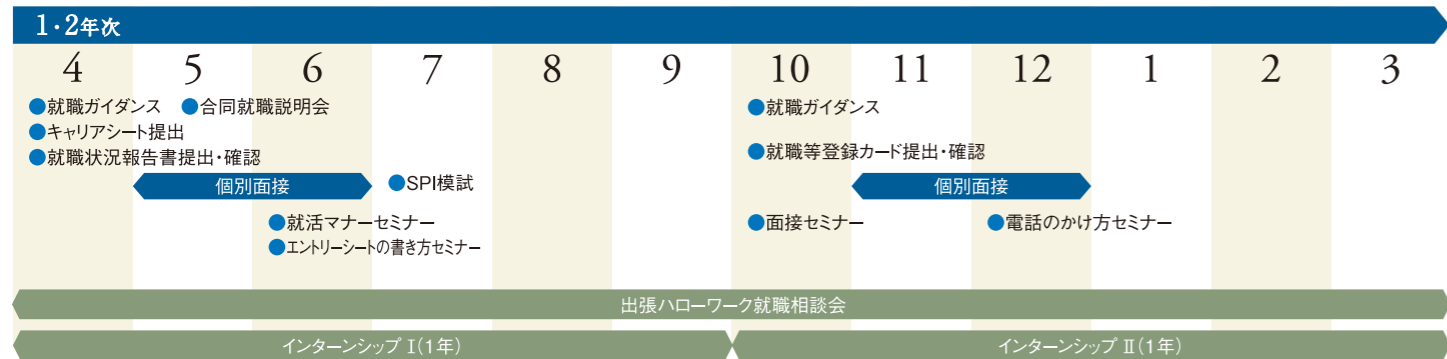 1・2年次
4 5 6 7 8 9 10 11 12 1 2 3
●就職ガイダンス ●合同就職説明会 ●就職ガイダンス
●キャリアシート提出
●就職状況報告書提出・確認 ●就職等登録カード提出・確認
個別面接 ●SPI模試 個別面接
●就活マナーセミナー ●面接セミナー ●電話のかけ方セミナー
●エントリーシートの書き方セミナー
出張ハローワーク就職相談会
インターンシップ Ⅰ(1年) インターンシップ Ⅱ(1年)